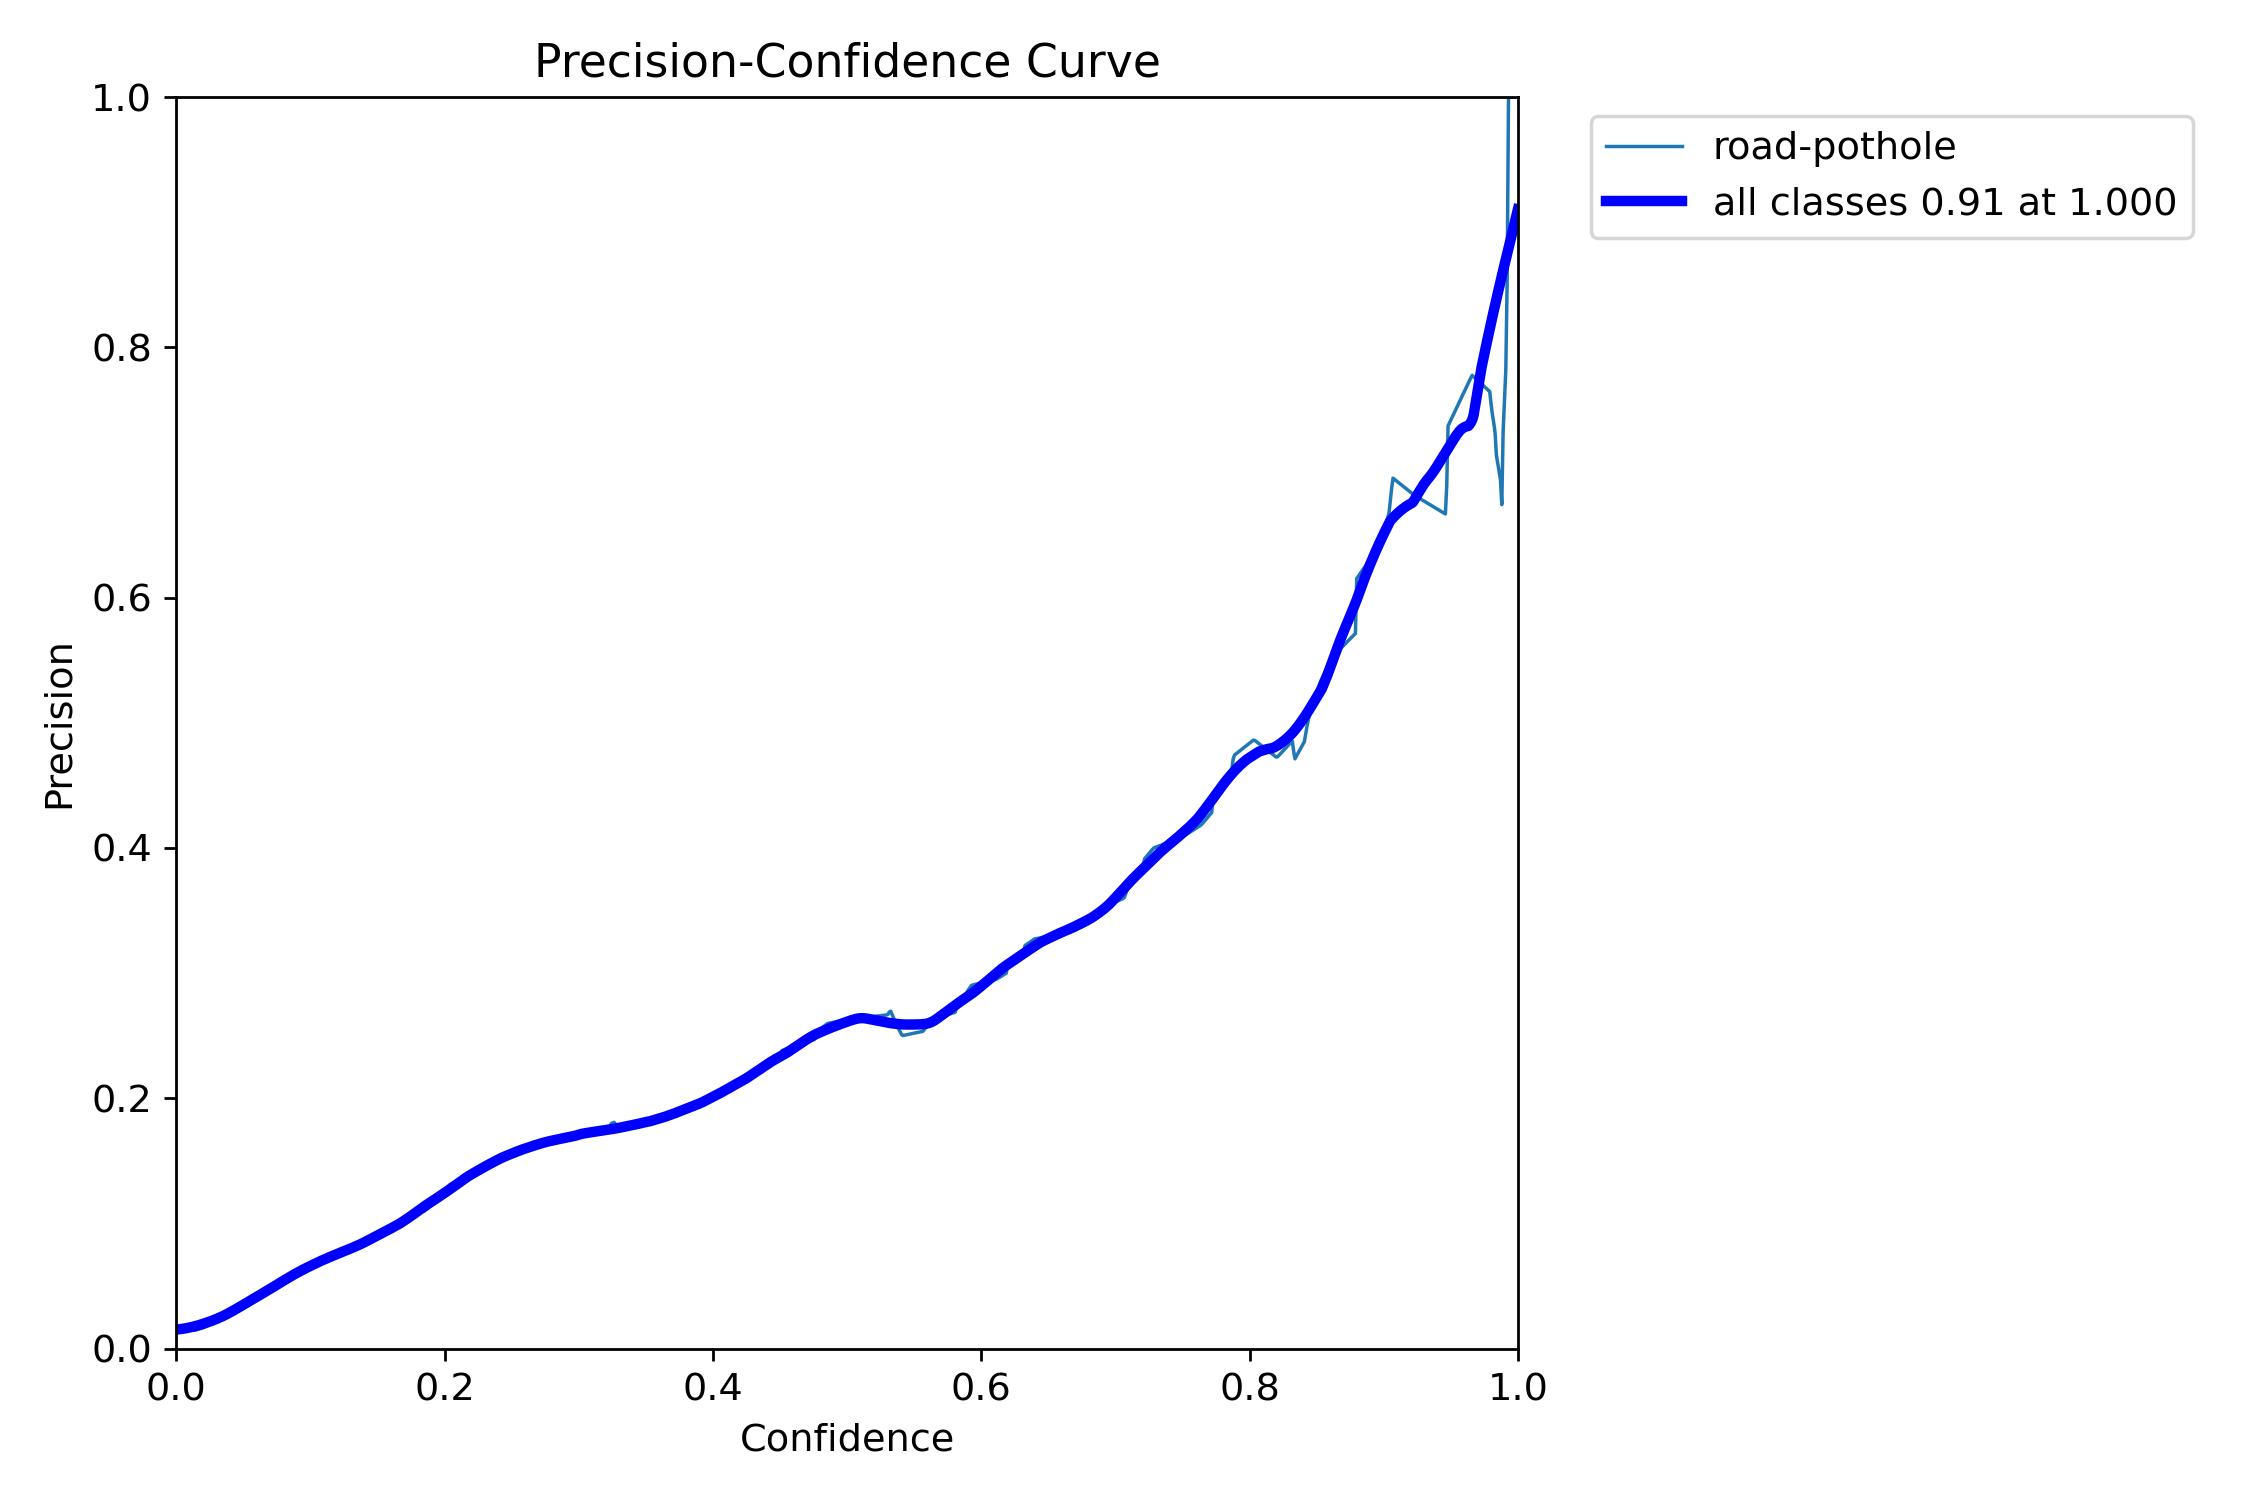 Precision-Confidence Curve
1.0
0.8
0.6
0.4
0.2
0.0
Precision
0.0 0.2 0.4 0.6 0.8 1.0
Confidence
road-pothole
all classes 0.91 at 1.000